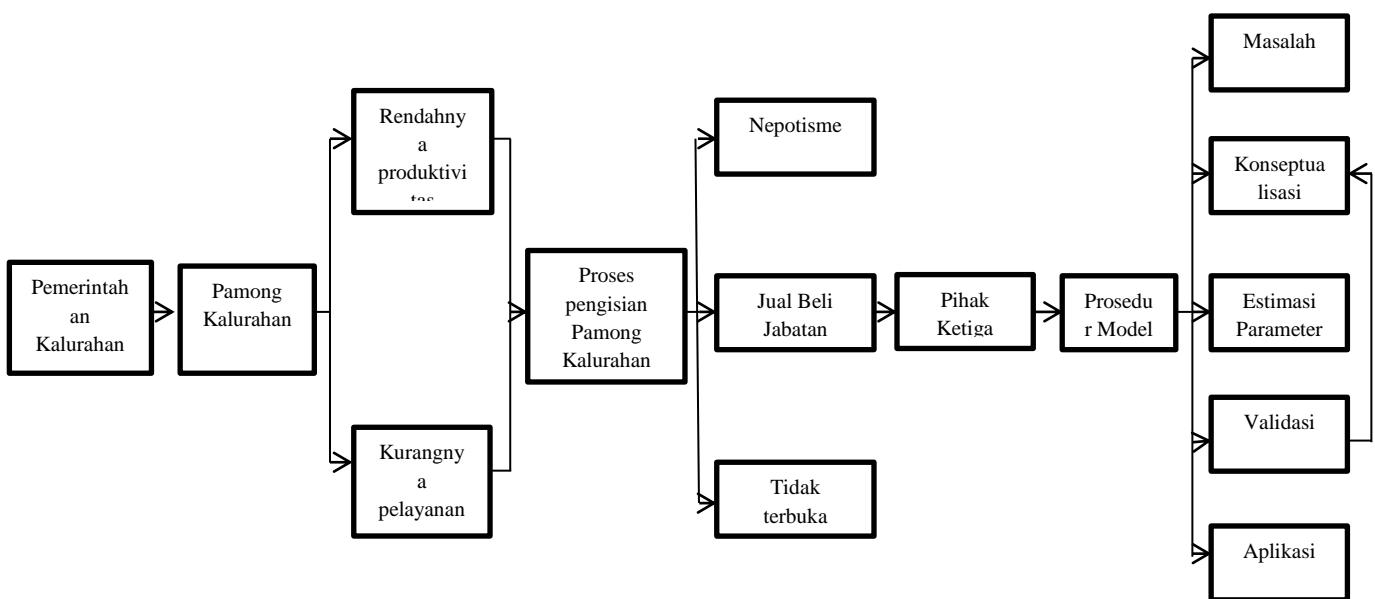 Pemerintah
an
Kalurahan
Pamong
Kalurahan
Rendahny
a
produktivi
tas
Kurangny
a
pelayanan
Proses
pengisian
Pamong
Kalurahan
Nepotisme
Jual Beli
Jabatan
Tidak
terbuka
Pihak
Ketiga
Prosedu
r Model
Masalah
Konseptua
lisasi
Estimasi
Parameter
Validasi
Aplikasi